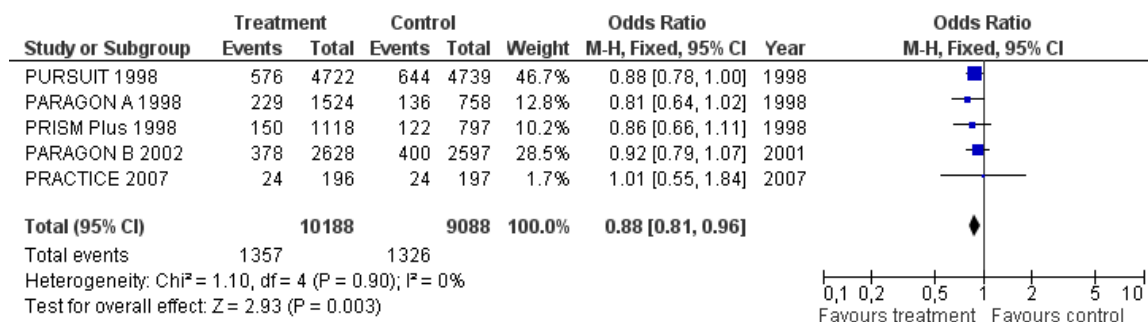 Treatment Control Odds Ratio Odds Ratio
Study or Subgroup Events Total Events Total Weight M-H, Fixed, 95% CI Year M-H, Fixed, 95% CI
PURSUIT 1998 576 4722 644 4739 46.7% 0.88 [0.78, 1.00] 1998
PARAGON A 1998 229 1524 136 758 12.8% 0.81 [0.64, 1.02] 1998
PRISM Plus 1998 150 1118 122 797 10.2% 0.86 [0.66, 1.11] 1998
PARAGON B 2002 378 2628 400 2597 28.5% 0.92 [0.79, 1.07] 2001
PRACTICE 2007 24 196 24 197 1.7% 1.01 [0.55, 1.84] 2007
Total (95% CI) 10188 9088 100.0% 0.88 [0.81, 0.96]
Total events 1357 1326
Heterogeneity: Chi² = 1.10, df = 4 (P = 0.90); I² = 0%
Test for overall effect: Z = 2.93 (P = 0.003)
0,1 0,2 0,5 1 2 5 10
Favours treatment Favours control